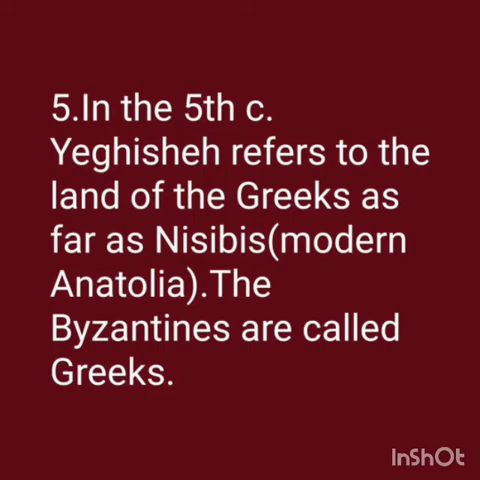 5.In the 5th c.
Yeghisheh refers to the
land of the Greeks as
far as Nisibis(modern
Anatolia).The
Byzantines are called
Greeks.
InShOt